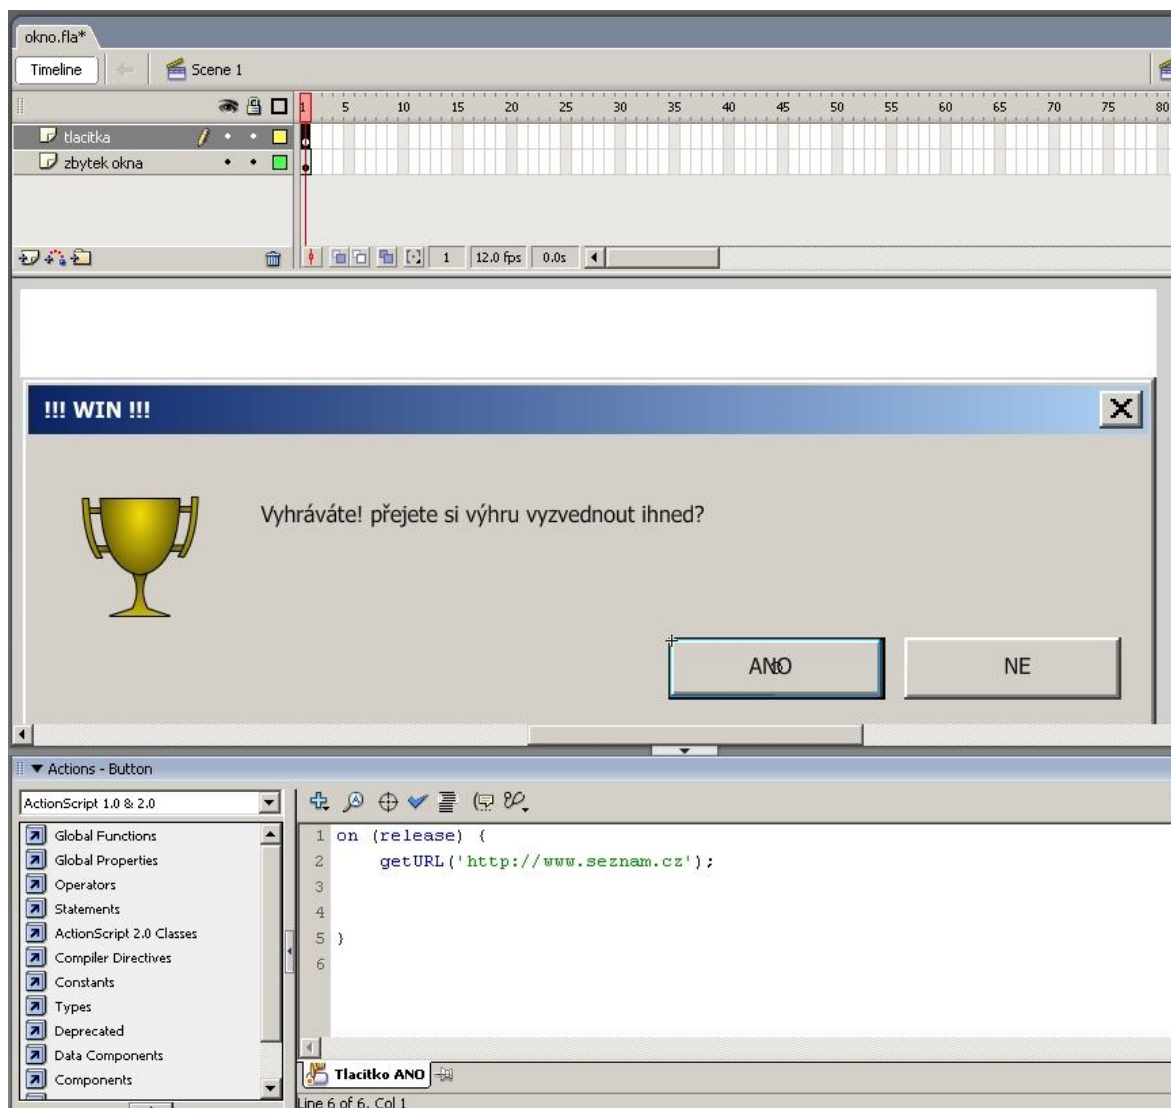 okno.fla*
Timeline
Scene 1
1 5 10 15 20 25 30 35 40 45 50 55 60 65 70 75 80
tlacitka
zbytek okna
1 12.0 fps 0.0s
!!! WIN !!!
Vyhráváte! přejete si výhru vyzvednout ihned?
ANO
NE
Actions - Button
ActionScript 1.0 & 2.0
Global Functions
Global Properties
Operators
Statements
ActionScript 2.0 Classes
Compiler Directives
Constants
Types
Deprecated
Data Components
Components
1 on (release) {
2 getURL('http://www.seznam.cz');
3
4
5 }
6
Tlacitko ANO
Line 6 of 6, Col 1